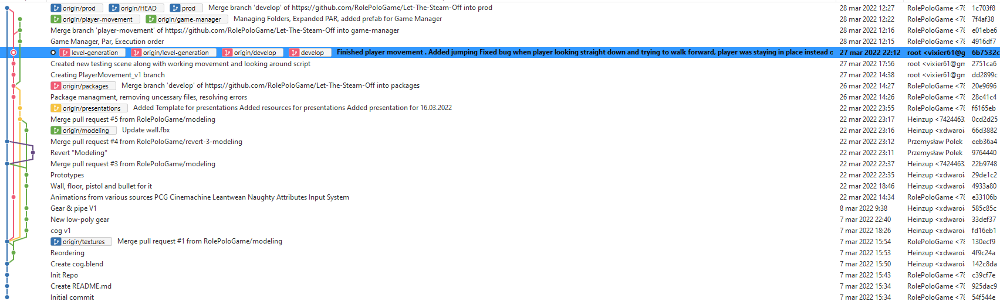 origin/prod origin/HEAD prod Merge branch 'develop' of https://github.com/RolePoloGame/Let-The-Steam-Off into prod 28 mar 2022 12:27 RolePoloGame <78 1c703f8
origin/player-movement origin/game-manager Managing Folders, Expanded PAR, added prefab for Game Manager 28 mar 2022 12:22 RolePoloGame <78 7f4af38
Merge branch 'player-movement' of https://github.com/RolePoloGame/Let-The-Steam-Off into game-manager 28 mar 2022 12:16 RolePoloGame <78 e01ebe6
Game Manager, Par, Execution order 28 mar 2022 12:15 RolePoloGame <78 4916df7
level-generation origin/level-generation origin/develop develop Finished player movement . Added jumping Fixed bug when player looking straight down and trying to walk forward, player was staying in place instead 27 mar 2022 22:12 root <vixier61@g 6b7532c
Created new testing scene along with working movement and looking around script 27 mar 2022 17:56 root <vixier61@gm 2751ca6
Creating PlayerMovement_v1 branch 27 mar 2022 14:38 root <vixier61@gm dd2899c
origin/packages Merge branch 'develop' of https://github.com/RolePoloGame/Let-The-Steam-Off into packages 26 mar 2022 14:27 RolePoloGame <78 20e9696
Package managment, removing uncessary files, resolving errors 26 mar 2022 14:26 RolePoloGame <78 28c41c4
origin/presentations Added Template for presentations Added resources for presentations Added presentation for 16.03.2022 22 mar 2022 23:55 RolePoloGame <78 f6165eb
Merge pull request #5 from RolePoloGame/modeling 22 mar 2022 23:17 Heinzup <7424463 0cd2d25
origin/modeling Update wall.fbx 22 mar 2022 23:16 Heinzup <xdwaroi 66d3882
Merge pull request #4 from RolePoloGame/revert-3-modeling 22 mar 2022 23:12 Przemysław Polek eeb36a4
Revert "Modeling" 22 mar 2022 23:11 Przemysław Polek 9764440
Merge pull request #3 from RolePoloGame/modeling 22 mar 2022 22:37 Heinzup <7424463 22b9748
Prototypes 22 mar 2022 22:35 Heinzup <xdwaroi 29de1c2
Wall, floor, pistol and bullet for it 22 mar 2022 18:46 Heinzup <xdwaroi 4933a80
Animations from various sources PCG Cinemachine Leantwean Naughty Attributes Input System 22 mar 2022 14:34 RolePoloGame <78 e33106b
Gear & pipe V1 8 mar 2022 9:38 Heinzup <xdwaroi 585c85c
New low-poly gear 7 mar 2022 22:40 Heinzup <xdwaroi 33def37
cog v1 7 mar 2022 18:26 Heinzup <xdwaroi fd16eb1
origin/textures Merge pull request #1 from RolePoloGame/modeling 7 mar 2022 15:54 RolePoloGame <78 130ecf9
Reordering 7 mar 2022 15:53 Heinzup <xdwaroi 4f9c24a
Create cog.blend 7 mar 2022 15:50 Heinzup <xdwaroi 142c8da
Init Repo 7 mar 2022 15:43 RolePoloGame <78 c39cf7e
Create README.md 7 mar 2022 15:34 RolePoloGame <78 925dac9
Initial commit 7 mar 2022 15:34 RolePoloGame <78 54f544e